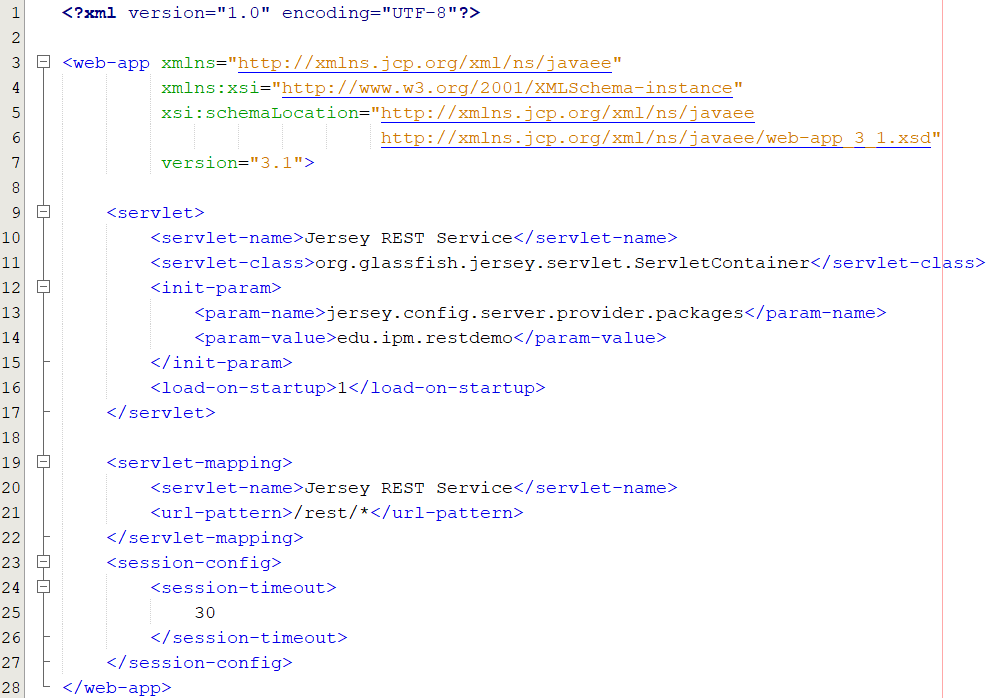 1 <?xml version="1.0" encoding="UTF-8"?>
2
3 <web-app xmlns="http://xmlns.jcp.org/xml/ns/javaee"
4          xmlns:xsi="http://www.w3.org/2001/XMLSchema-instance"
5          xsi:schemaLocation="http://xmlns.jcp.org/xml/ns/javaee
6                              http://xmlns.jcp.org/xml/ns/javaee/web-app_3_1.xsd"
7          version="3.1">
8
9     <servlet>
10         <servlet-name>Jersey REST Service</servlet-name>
11         <servlet-class>org.glassfish.jersey.servlet.ServletContainer</servlet-class>
12         <init-param>
13             <param-name>jersey.config.server.provider.packages</param-name>
14             <param-value>edu.ipm.restdemo</param-value>
15         </init-param>
16         <load-on-startup>1</load-on-startup>
17     </servlet>
18
19     <servlet-mapping>
20         <servlet-name>Jersey REST Service</servlet-name>
21         <url-pattern>/rest/*</url-pattern>
22     </servlet-mapping>
23     <session-config>
24         <session-timeout>
25             30
26         </session-timeout>
27     </session-config>
28 </web-app>